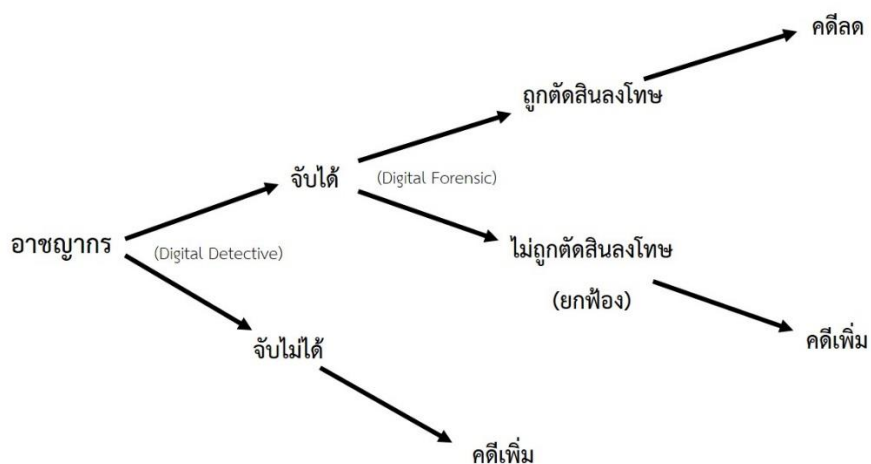 คดีลด
ถูกตัดสินลงโทษ
จับได้
(Digital Forensic)
อาชญากร
(Digital Detective)
ไม่ถูกตัดสินลงโทษ
(ยกฟ้อง)
จับไม่ได้
คดีเพิ่ม
คดีเพิ่ม